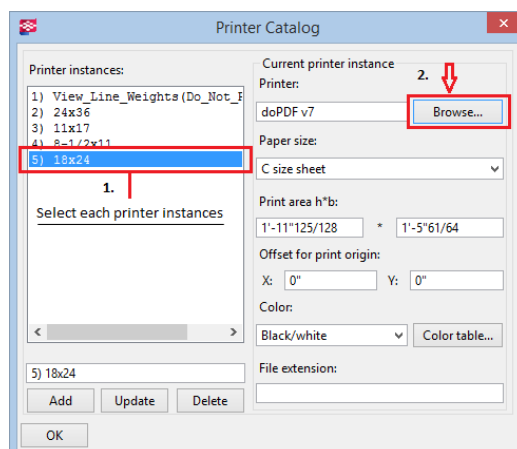 Printer Catalog
Printer instances:
1) View_Line_Weights(Do_Not_P
2) 24x36
3) 11x17
4) 8-1/2x11
5) 18x24
1.
Select each printer instances
5) 18x24
Add Update Delete
OK
Current printer instance
2.
Printer:
doPDF v7 Browse...
Paper size:
C size sheet
Print area h*b:
1'-11"125/128 * 1'-5"61/64
Offset for print origin:
X: 0" Y: 0"
Color:
Black/white Color table...
File extension: